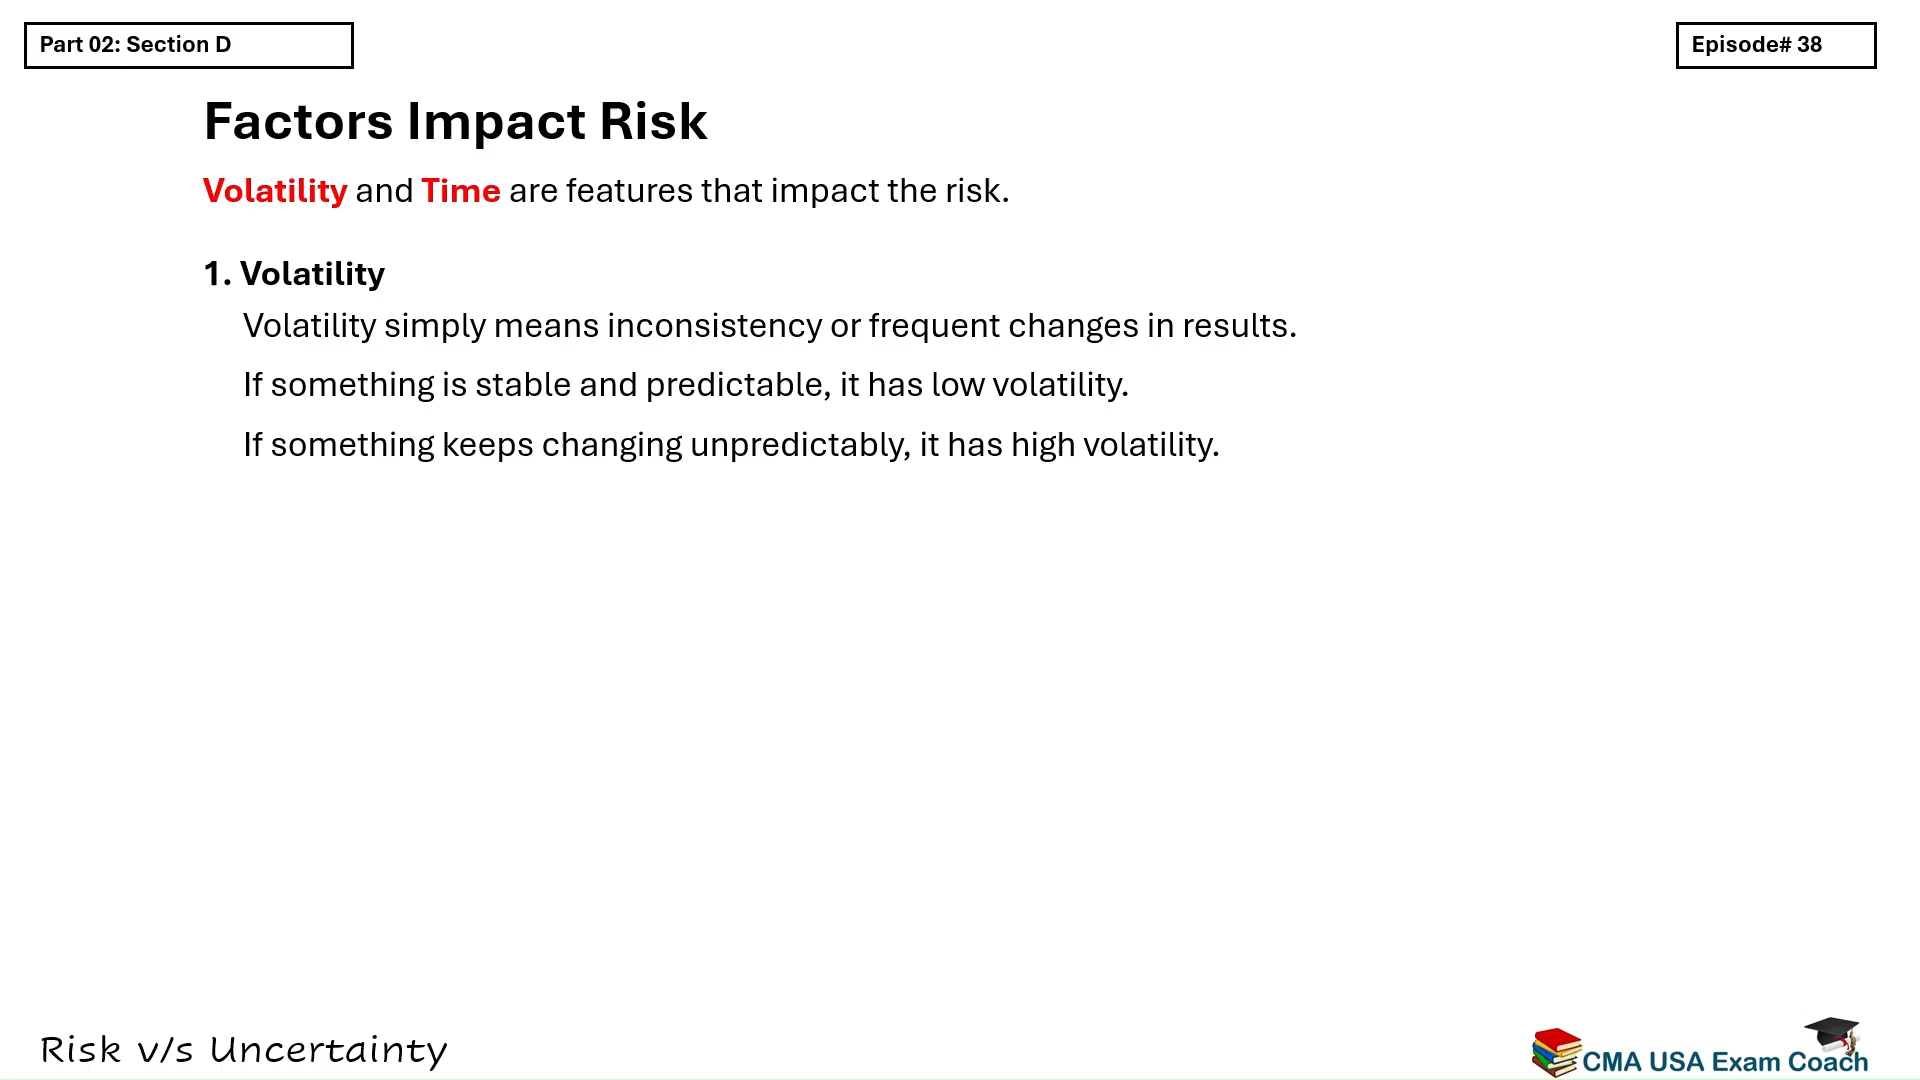 Part 02: Section D
Episode# 38
Factors Impact Risk
Volatility and Time are features that impact the risk.
1. Volatility
Volatility simply means inconsistency or frequent changes in results.
If something is stable and predictable, it has low volatility.
If something keeps changing unpredictably, it has high volatility.
Risk v/s Uncertainty
CMA USA Exam Coach